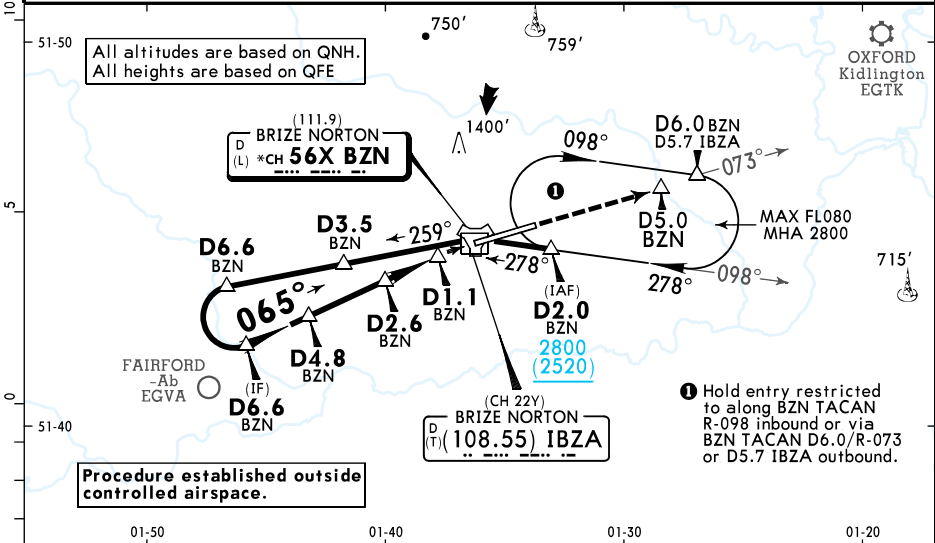 10
51-50
5
0
51-40
01-50
01-40
01-30
01-20
All altitudes are based on QNH.
All heights are based on QFE
750'
759'
OXFORD
Kidlington
EGTK
1400'
(111.9)
BRIZE NORTON
D
(L) *CH 56X BZN
098°
D6.0 BZN
D5.7 IBZA
073°
1
D5.0
BZN
MAX FL080
MHA 2800
D3.5
BZN
259°
D6.6
BZN
278°
278°
098°
715'
065°
D1.1
BZN
D2.6
BZN
D4.8
BZN
(IAF)
D2.0
BZN
2800
(2520)
FAIRFORD
-Ab
EGVA
(IF)
D6.6
BZN
(CH 22Y)
BRIZE NORTON
D
(T) (108.55) IBZA
1 Hold entry restricted
to along BZN TACAN
R-098 inbound or via
BZN TACAN D6.0/R-073
or D5.7 IBZA outbound.
Procedure established outside
controlled airspace.